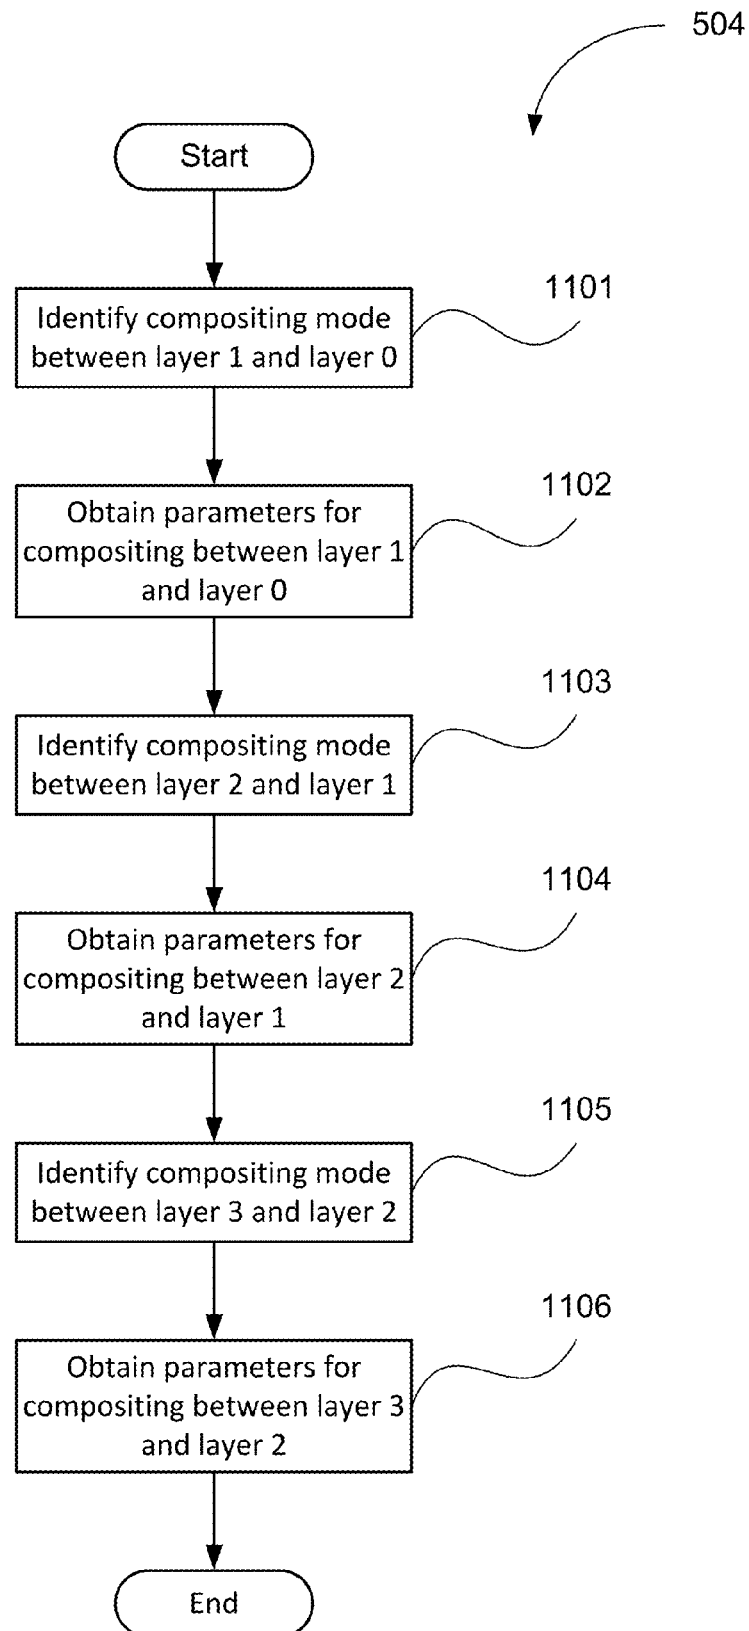 504
Start
1101
Identify compositing mode
between layer 1 and layer 0
1102
Obtain parameters for
compositing between layer 1
and layer 0
1103
Identify compositing mode
between layer 2 and layer 1
1104
Obtain parameters for
compositing between layer 2
and layer 1
1105
Identify compositing mode
between layer 3 and layer 2
1106
Obtain parameters for
compositing between layer 3
and layer 2
End